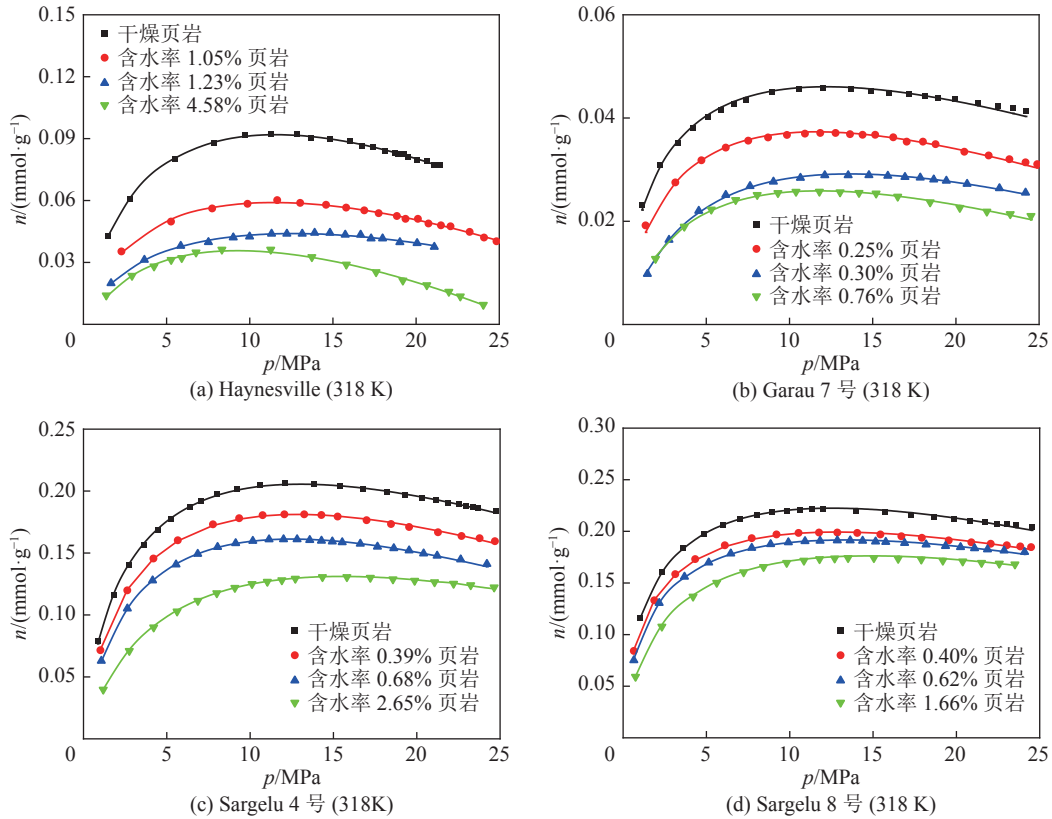 0.15
0.12
0.09
0.06
0.03
0
n/(mmol·g⁻¹)
干燥页岩
含水率 1.05% 页岩
含水率 1.23% 页岩
含水率 4.58% 页岩
5 10 15 20 25
p/MPa
(a) Haynesville (318 K)
0.06
0.04
0.02
0
n/(mmol·g⁻¹)
干燥页岩
含水率 0.25% 页岩
含水率 0.30% 页岩
含水率 0.76% 页岩
5 10 15 20 25
p/MPa
(b) Garau 7 号 (318 K)
0.25
0.20
0.15
0.10
0.05
0
n/(mmol·g⁻¹)
干燥页岩
含水率 0.39% 页岩
含水率 0.68% 页岩
含水率 2.65% 页岩
5 10 15 20 25
p/MPa
(c) Sargelu 4 号 (318K)
0.30
0.25
0.20
0.15
0.10
0.05
0
n/(mmol·g⁻¹)
干燥页岩
含水率 0.40% 页岩
含水率 0.62% 页岩
含水率 1.66% 页岩
5 10 15 20 25
p/MPa
(d) Sargelu 8 号 (318 K)